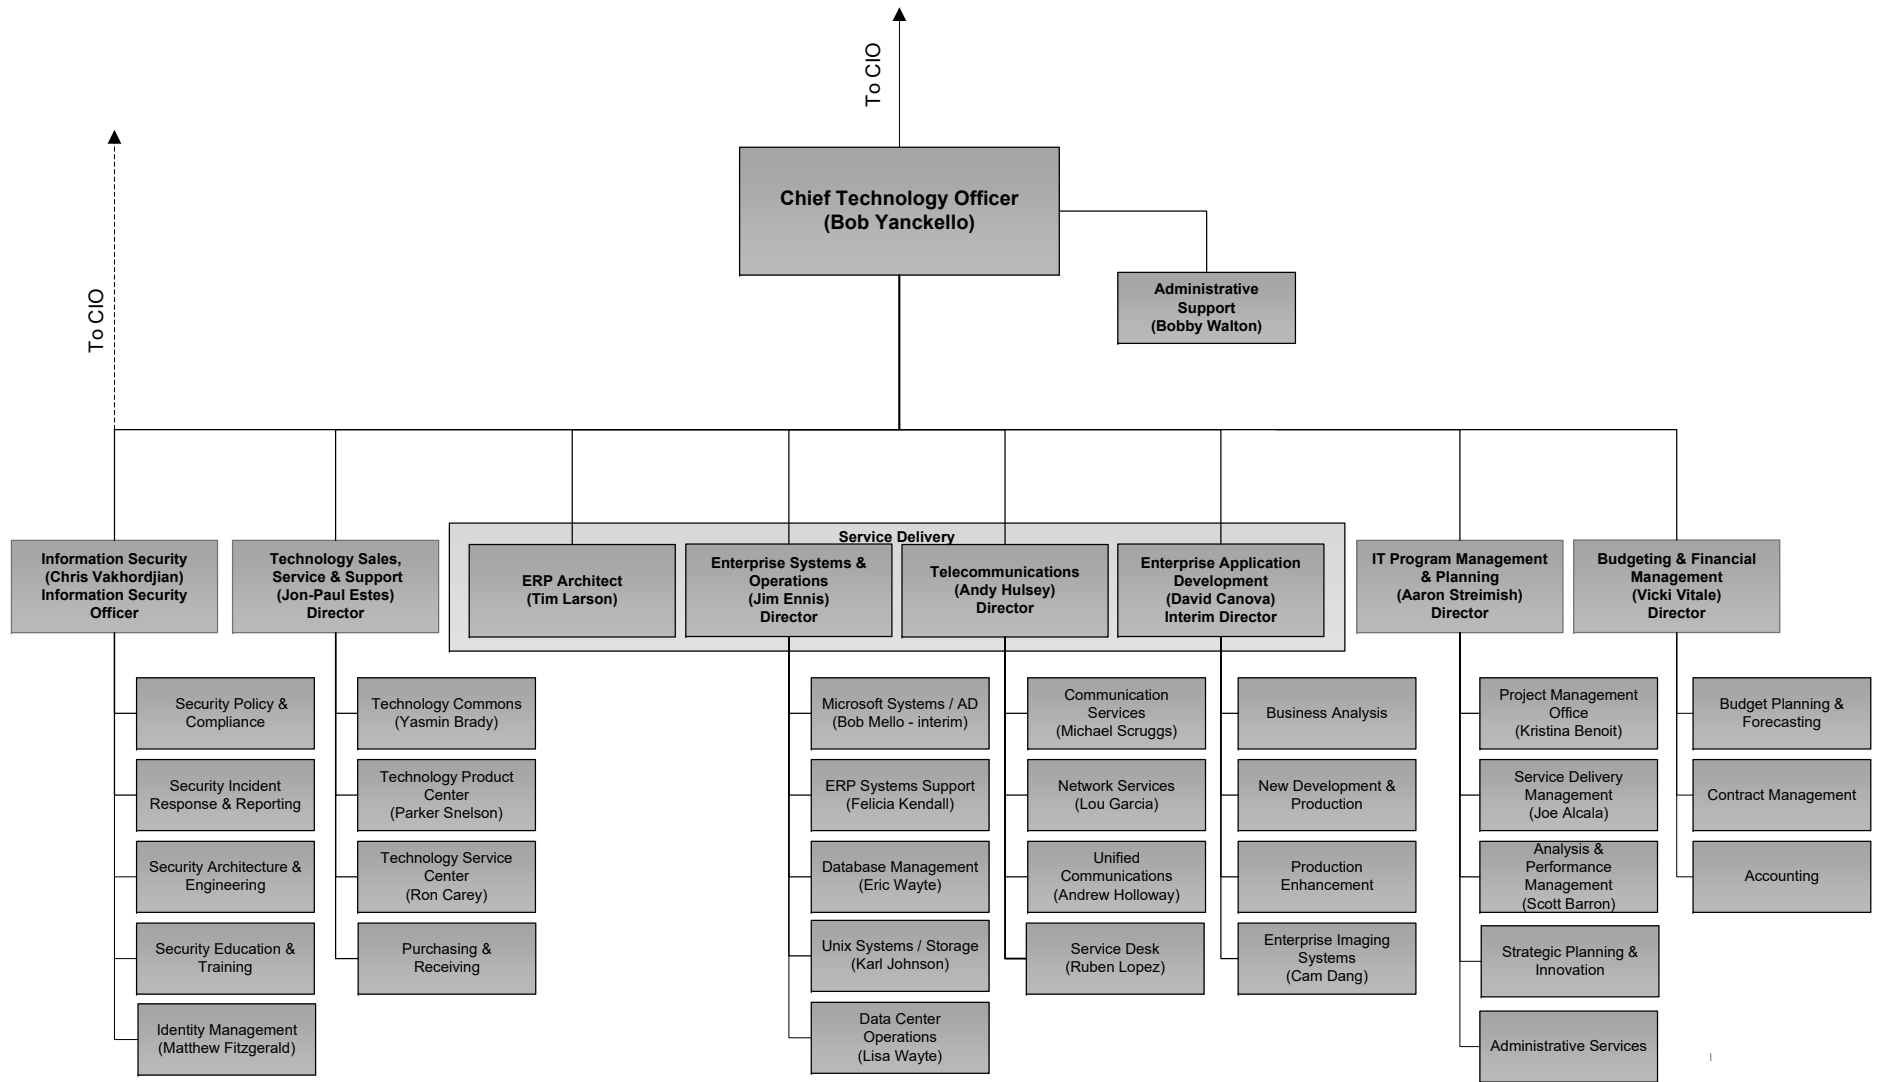 To CIO
To CIO
Chief Technology Officer
(Bob Yanckello)
Administrative
Support
(Bobby Walton)
Service Delivery
Information Security
(Chris Vakhordjian)
Information Security
Officer
Technology Sales,
Service & Support
(Jon-Paul Estes)
Director
ERP Architect
(Tim Larson)
Enterprise Systems &
Operations
(Jim Ennis)
Director
Telecommunications
(Andy Hulsey)
Director
Enterprise Application
Development
(David Canova)
Interim Director
IT Program Management
& Planning
(Aaron Streimish)
Director
Budgeting & Financial
Management
(Vicki Vitale)
Director
Security Policy &
Compliance
Security Incident
Response & Reporting
Security Architecture &
Engineering
Security Education &
Training
Identity Management
(Matthew Fitzgerald)
Technology Commons
(Yasmin Brady)
Technology Product
Center
(Parker Snelson)
Technology Service
Center
(Ron Carey)
Purchasing &
Receiving
Microsoft Systems / AD
(Bob Mello - interim)
ERP Systems Support
(Felicia Kendall)
Database Management
(Eric Wayte)
Unix Systems / Storage
(Karl Johnson)
Data Center
Operations
(Lisa Wayte)
Communication
Services
(Michael Scruggs)
Network Services
(Lou Garcia)
Unified
Communications
(Andrew Holloway)
Service Desk
(Ruben Lopez)
Business Analysis
New Development &
Production
Production
Enhancement
Enterprise Imaging
Systems
(Cam Dang)
Project Management
Office
(Kristina Benoit)
Service Delivery
Management
(Joe Alcala)
Analysis &
Performance
Management
(Scott Barron)
Strategic Planning &
Innovation
Administrative Services
Budget Planning &
Forecasting
Contract Management
Accounting